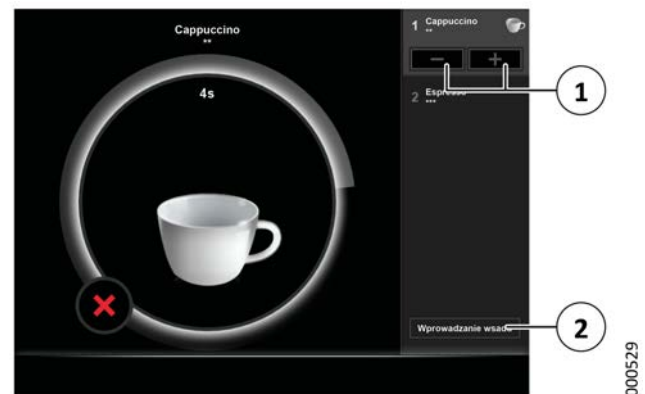 Cappuccino
**
4s
1 Cappuccino
**
− +
2 Espresso
***
Wprowadzanie wsadu
1
2
000529